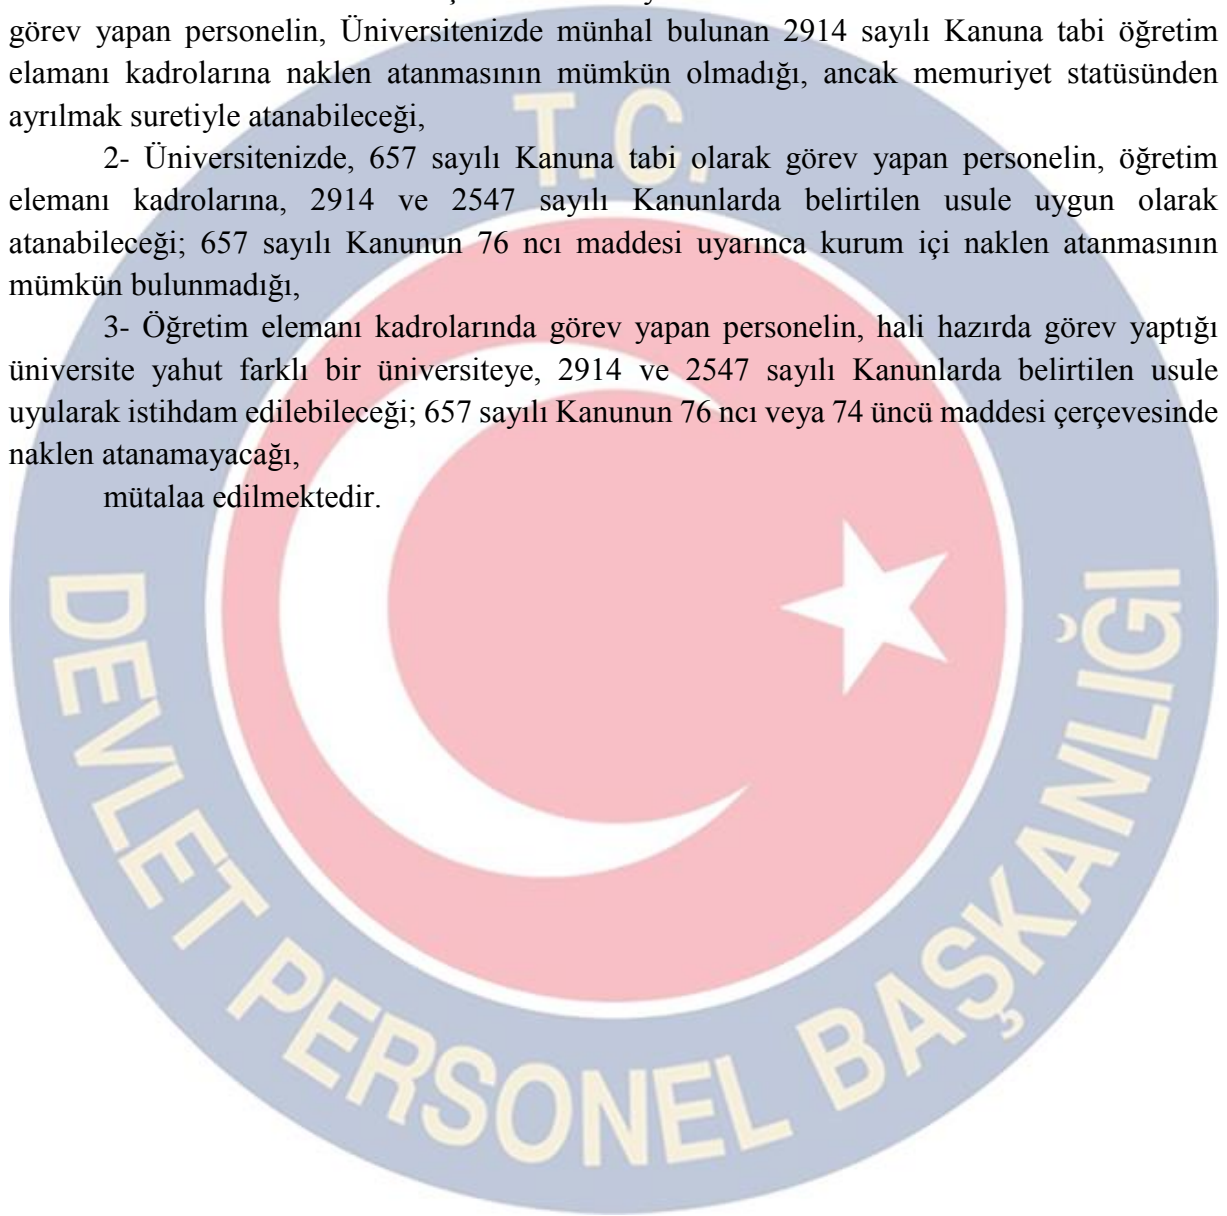 görev yapan personelin, Üniversitenizde münhal bulunan 2914 sayılı Kanuna tabi öğretim
elamanı kadrolarına naklen atanmasının mümkün olmadığı, ancak memuriyet statüsünden
ayrılmak suretiyle atanabileceği,
2- Üniversitenizde, 657 sayılı Kanuna tabi olarak görev yapan personelin, öğretim
elemanı kadrolarına, 2914 ve 2547 sayılı Kanunlarda belirtilen usule uygun olarak
atanabileceği; 657 sayılı Kanunun 76 ncı maddesi uyarınca kurum içi naklen atanmasının
mümkün bulunmadığı,
3- Öğretim elemanı kadrolarında görev yapan personelin, hali hazırda görev yaptığı
üniversite yahut farklı bir üniversiteye, 2914 ve 2547 sayılı Kanunlarda belirtilen usule
uyularak istihdam edilebileceği; 657 sayılı Kanunun 76 ncı veya 74 üncü maddesi çerçevesinde
naklen atanamayacağı,
mütalaa edilmektedir.
T.C.
DEVLET PERSONEL BAŞKANLIĞI